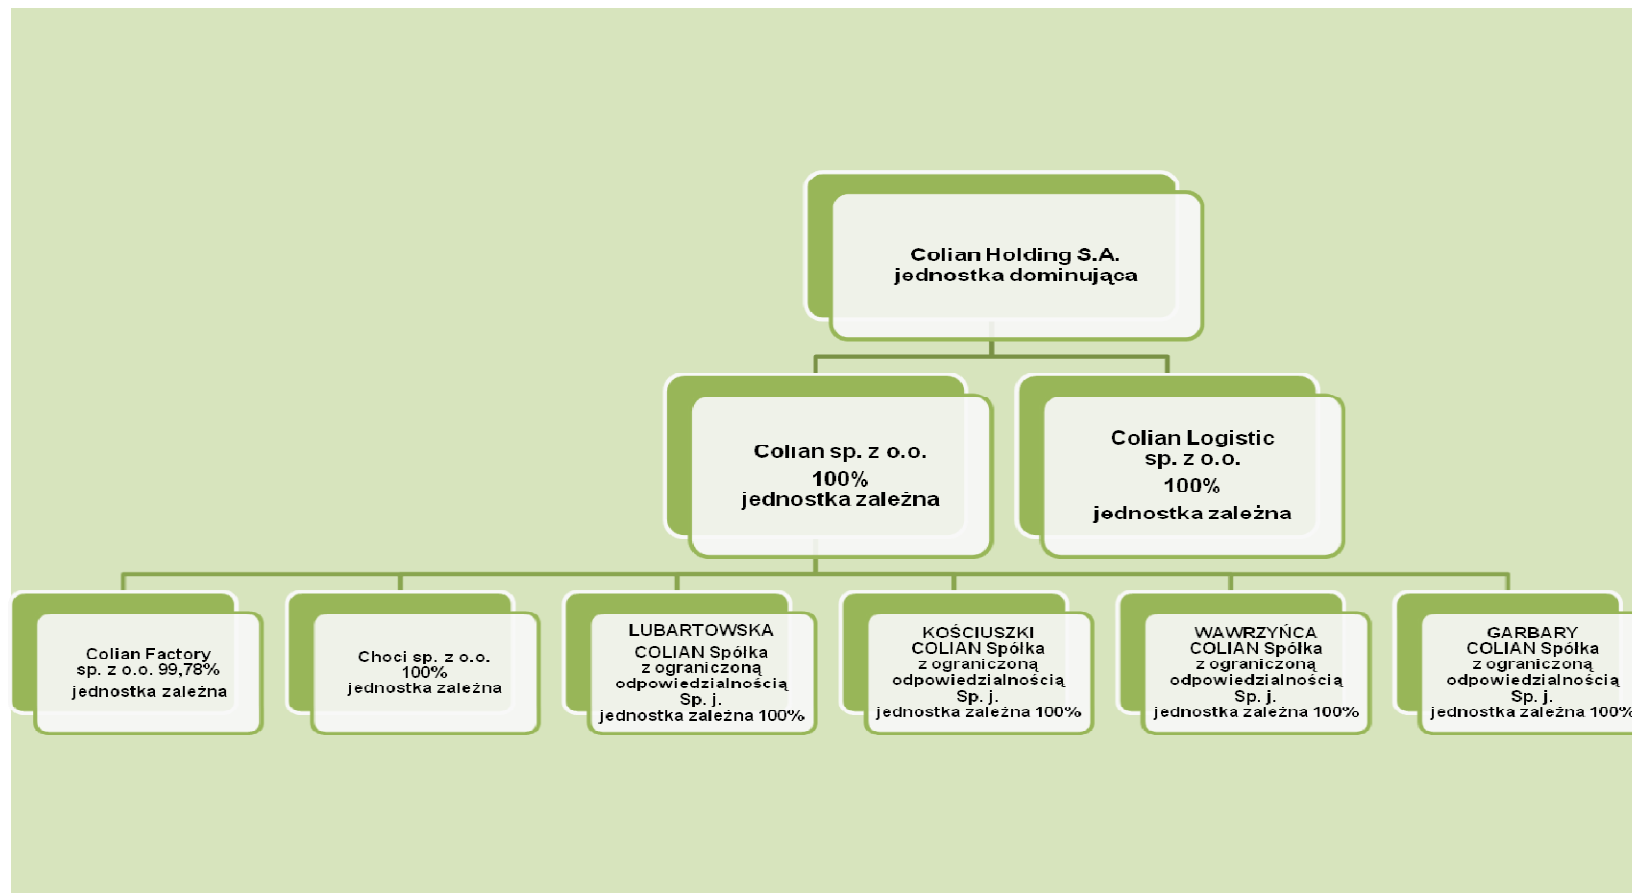 Colian Holding S.A.
jednostka dominująca
Colian sp. z o.o.
100%
jednostka zależna
Colian Logistic
sp. z o.o.
100%
jednostka zależna
Colian Factory
sp. z o.o. 99,78%
jednostka zależna
Choci sp. z o.o.
100%
jednostka zależna
LUBARTOWSKA
COLIAN Spółka
z ograniczoną
odpowiedzialnością
Sp. j.
jednostka zależna 100%
KOŚCIUSZKI
COLIAN Spółka
z ograniczoną
odpowiedzialnością
Sp. j.
jednostka zależna 100%
WAWRZYŃCA
COLIAN Spółka
z ograniczoną
odpowiedzialnością
Sp. j.
jednostka zależna 100%
GARBARY
COLIAN Spółka
z ograniczoną
odpowiedzialnością
Sp. j.
jednostka zależna 100%